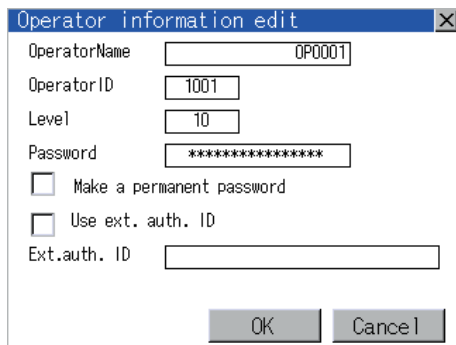 Operator information edit
OperatorName 0P0001
OperatorID 1001
Level 10
Password ****************
Make a permanent password
Use ext. auth. ID
Ext.auth. ID
OK Cancel